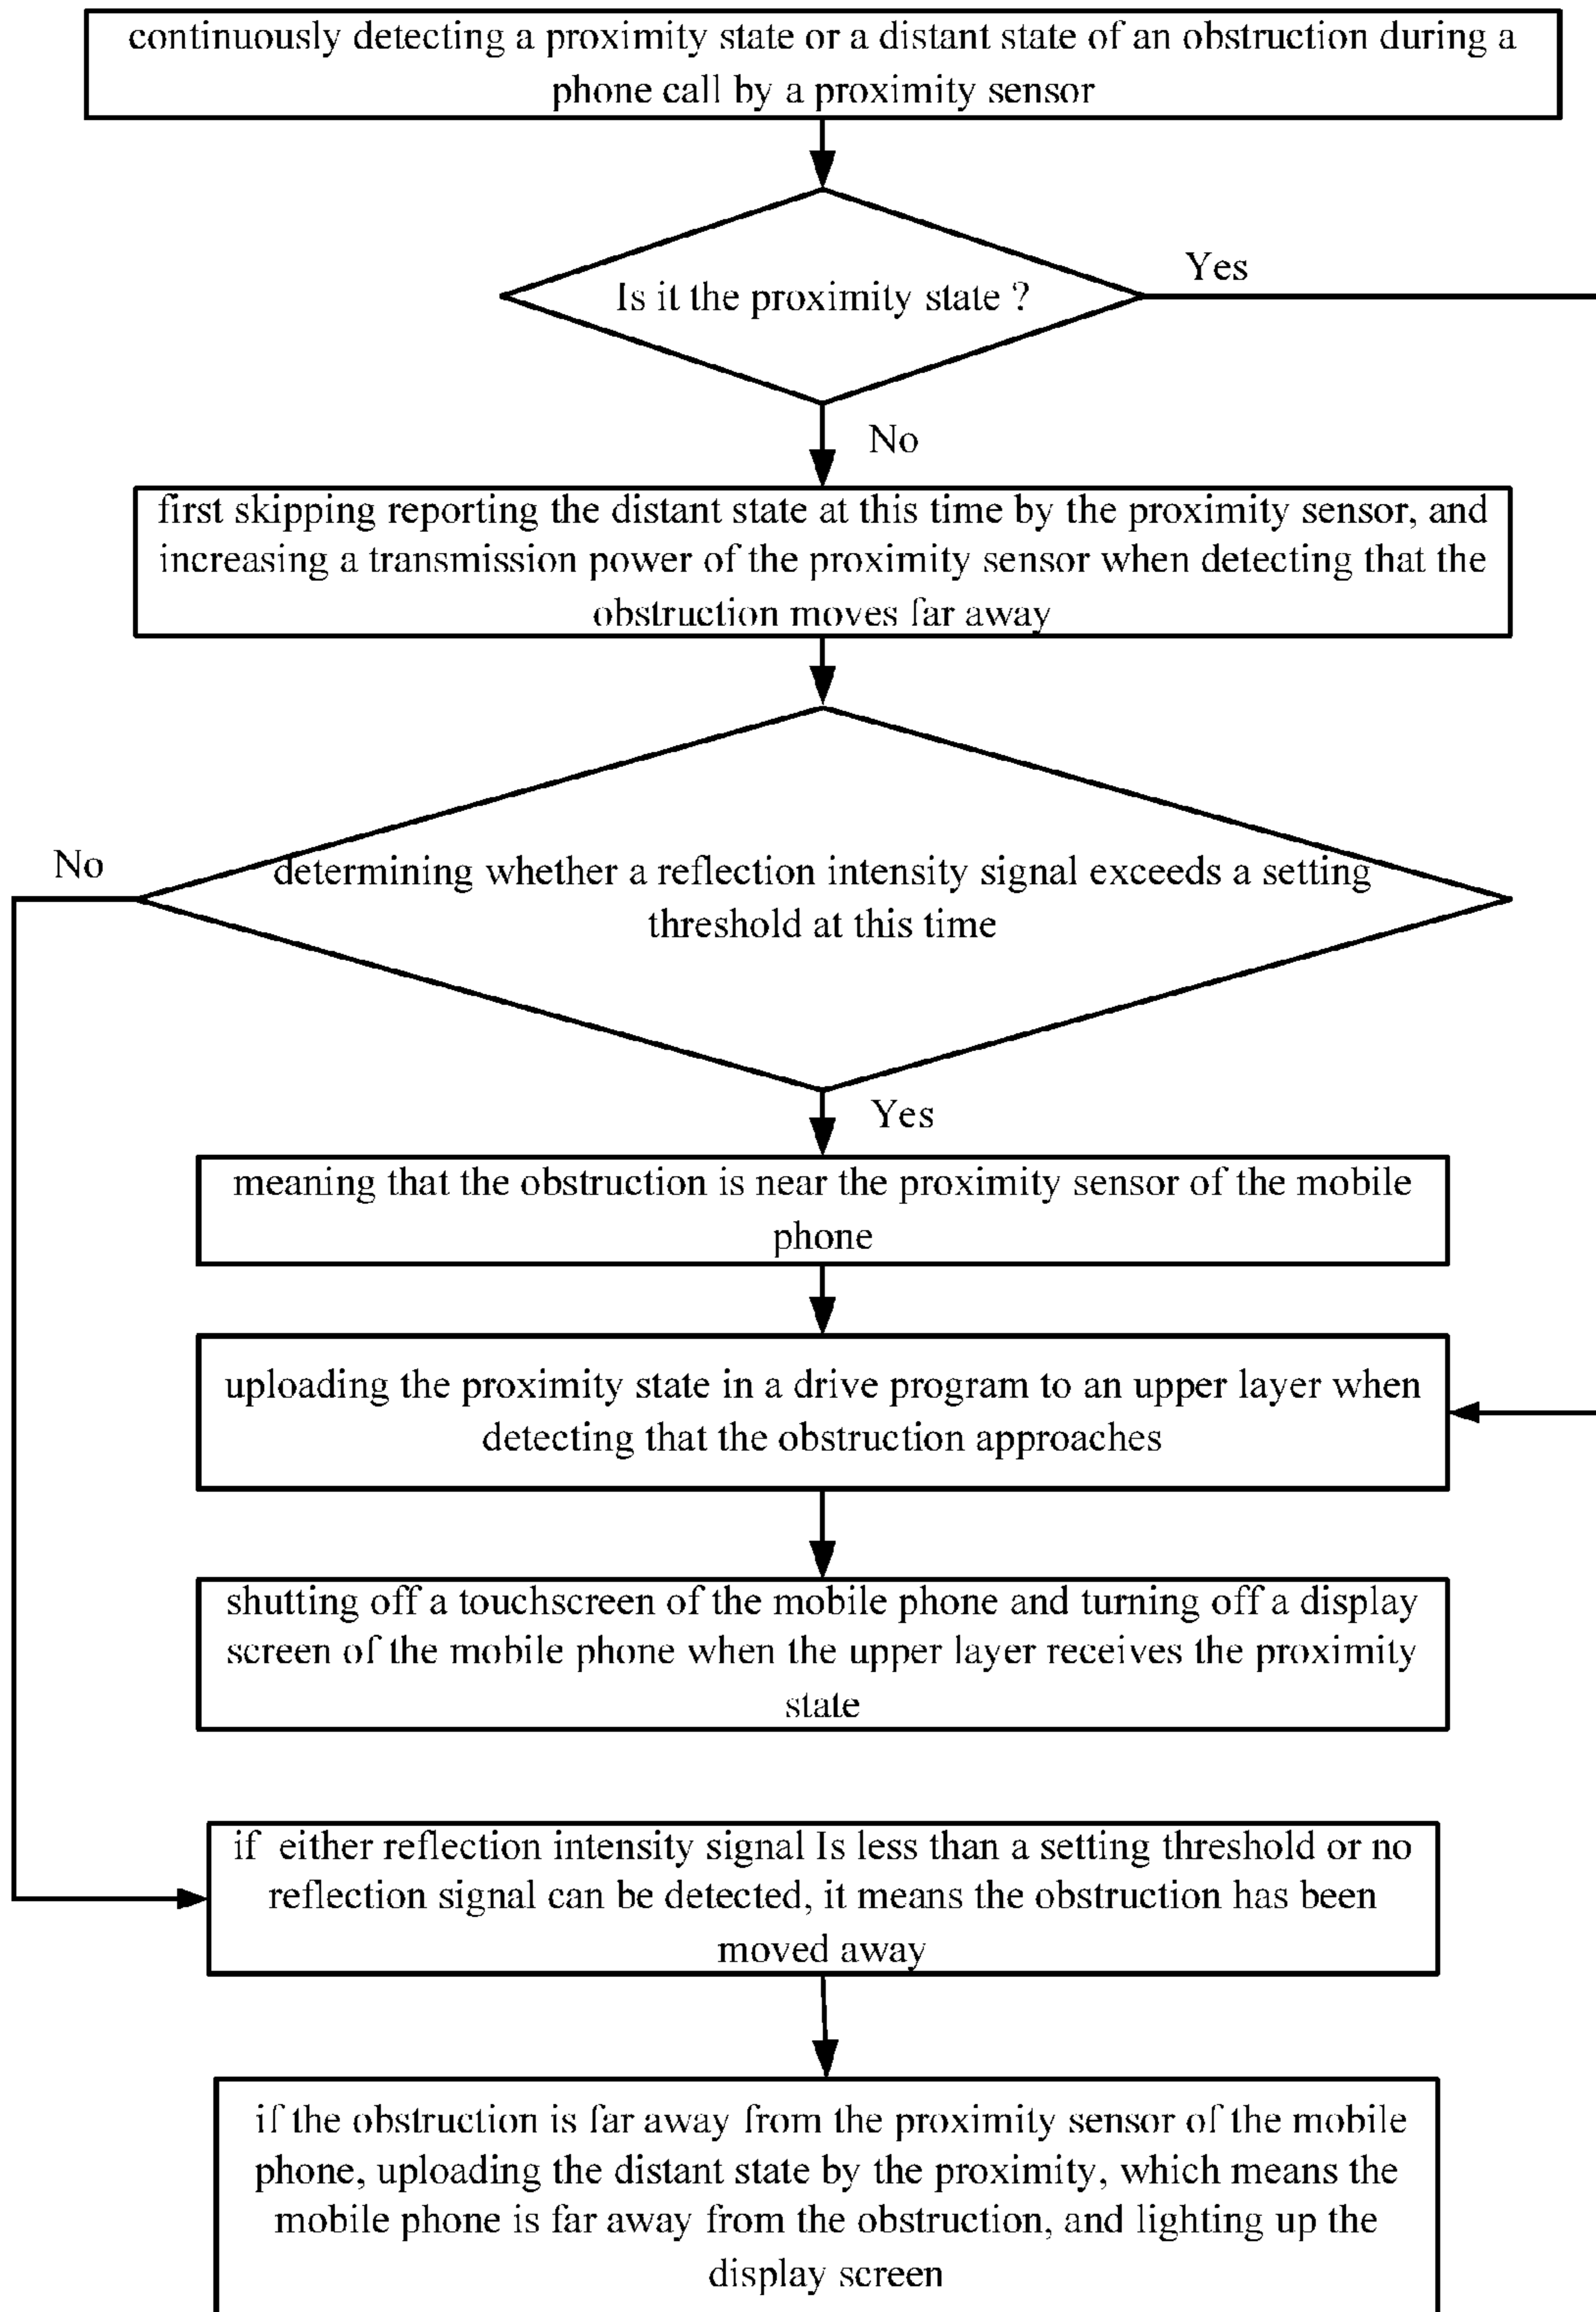 continuously detecting a proximity state or a distant state of an obstruction during a
phone call by a proximity sensor
Yes
Is it the proximity state ?
No
first skipping reporting the distant state at this time by the proximity sensor, and
increasing a transmission power of the proximity sensor when detecting that the
obstruction moves far away
No
determining whether a reflection intensity signal exceeds a setting
threshold at this time
Yes
meaning that the obstruction is near the proximity sensor of the mobile
phone
uploading the proximity state in a drive program to an upper layer when
detecting that the obstruction approaches
shutting off a touchscreen of the mobile phone and turning off a display
screen of the mobile phone when the upper layer receives the proximity
state
if either reflection intensity signal Is less than a setting threshold or no
reflection signal can be detected, it means the obstruction has been
moved away
if the obstruction is far away from the proximity sensor of the mobile
phone, uploading the distant state by the proximity, which means the
mobile phone is far away from the obstruction, and lighting up the
display screen